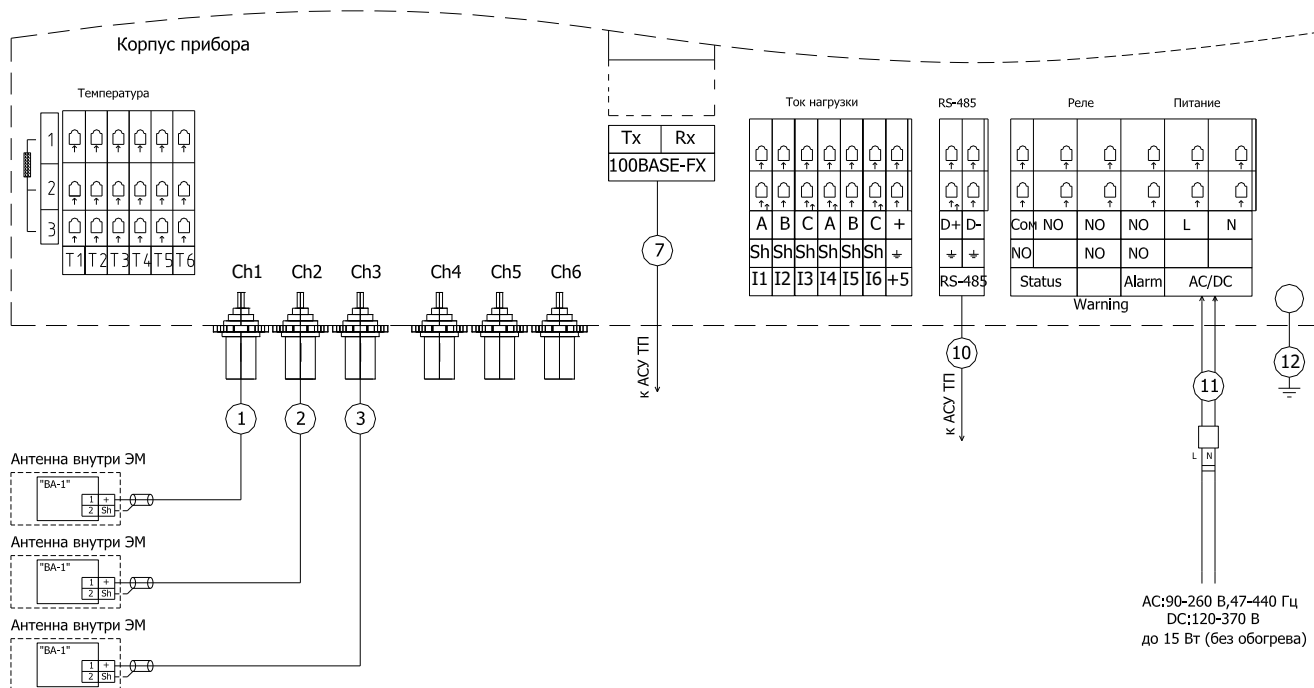 Корпус прибора
Температура
1
2
3
T1 T2 T3 T4 T5 T6
Ch1 Ch2 Ch3 Ch4 Ch5 Ch6
Tx Rx
100BASE-FX
7
к АСУ ТП
Ток нагрузки
A B C A B C +
Sh Sh Sh Sh Sh Sh
I1 I2 I3 I4 I5 I6 +5
RS-485
D+ D-
RS-485
10
к АСУ ТП
Реле Питание
Com NO NO NO L N
NO NO NO
Status Alarm AC/DC
Warning
12
11
L N
AC:90-260 В,47-440 Гц
DC:120-370 В
до 15 Вт (без обогрева)
1 2 3
Антенна внутри ЭМ
"ВА-1"
1 +
2 Sh
Антенна внутри ЭМ
"ВА-1"
1 +
2 Sh
Антенна внутри ЭМ
"ВА-1"
1 +
2 Sh